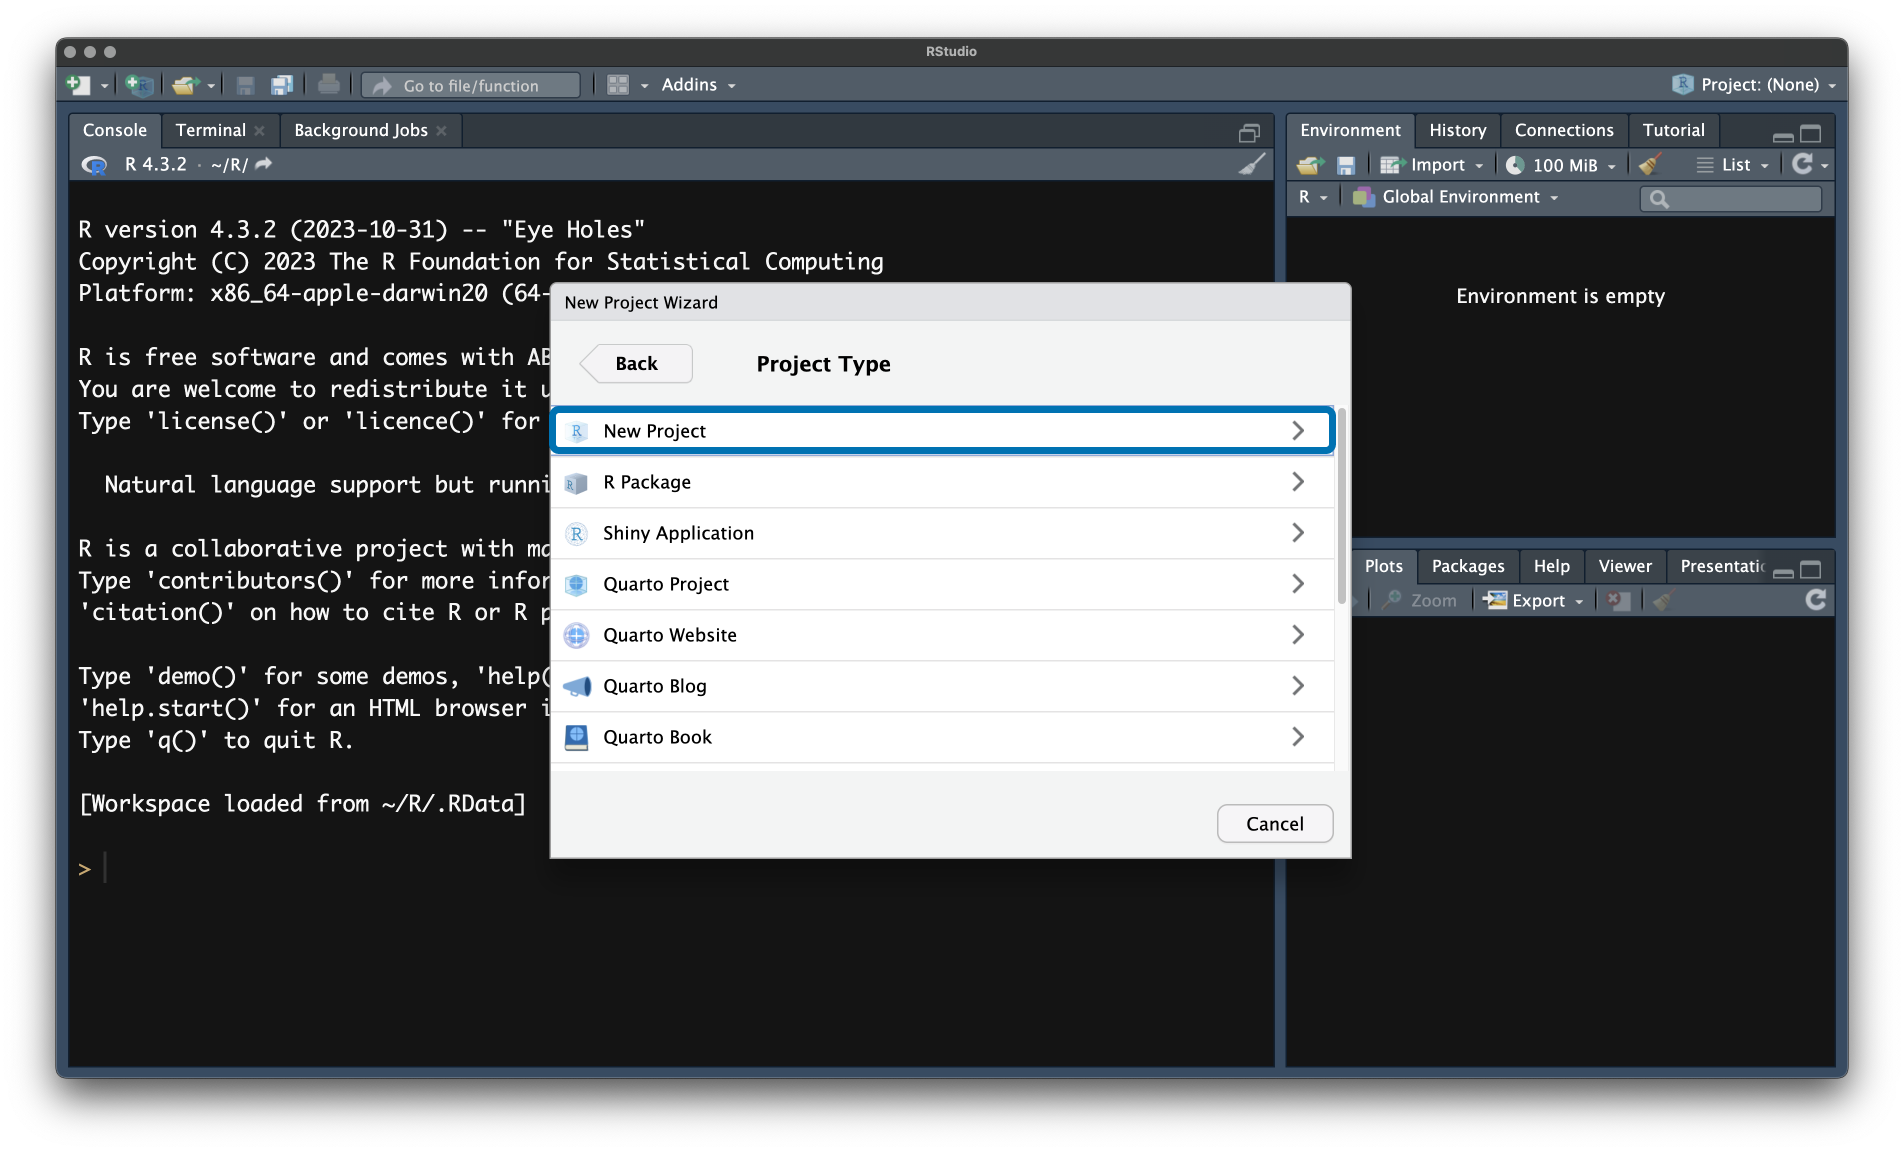 RStudio
Go to file/function
Addins
Project: (None)
Console Terminal Background Jobs
R 4.3.2 · ~/R/
R version 4.3.2 (2023-10-31) -- "Eye Holes"
Copyright (C) 2023 The R Foundation for Statistical Computing
Platform: x86_64-apple-darwin20 (64-
R is free software and comes with AB
You are welcome to redistribute it u
Type 'license()' or 'licence()' for
Natural language support but runni
R is a collaborative project with ma
Type 'contributors()' for more infor
'citation()' on how to cite R or R p
Type 'demo()' for some demos, 'help(
'help.start()' for an HTML browser i
Type 'q()' to quit R.
[Workspace loaded from ~/R/.RData]
>
New Project Wizard
Back
Project Type
New Project
R Package
Shiny Application
Quarto Project
Quarto Website
Quarto Blog
Quarto Book
Cancel
Environment History Connections Tutorial
Import 100 MiB List
R Global Environment
Environment is empty
Plots Packages Help Viewer Presentatic
Zoom Export